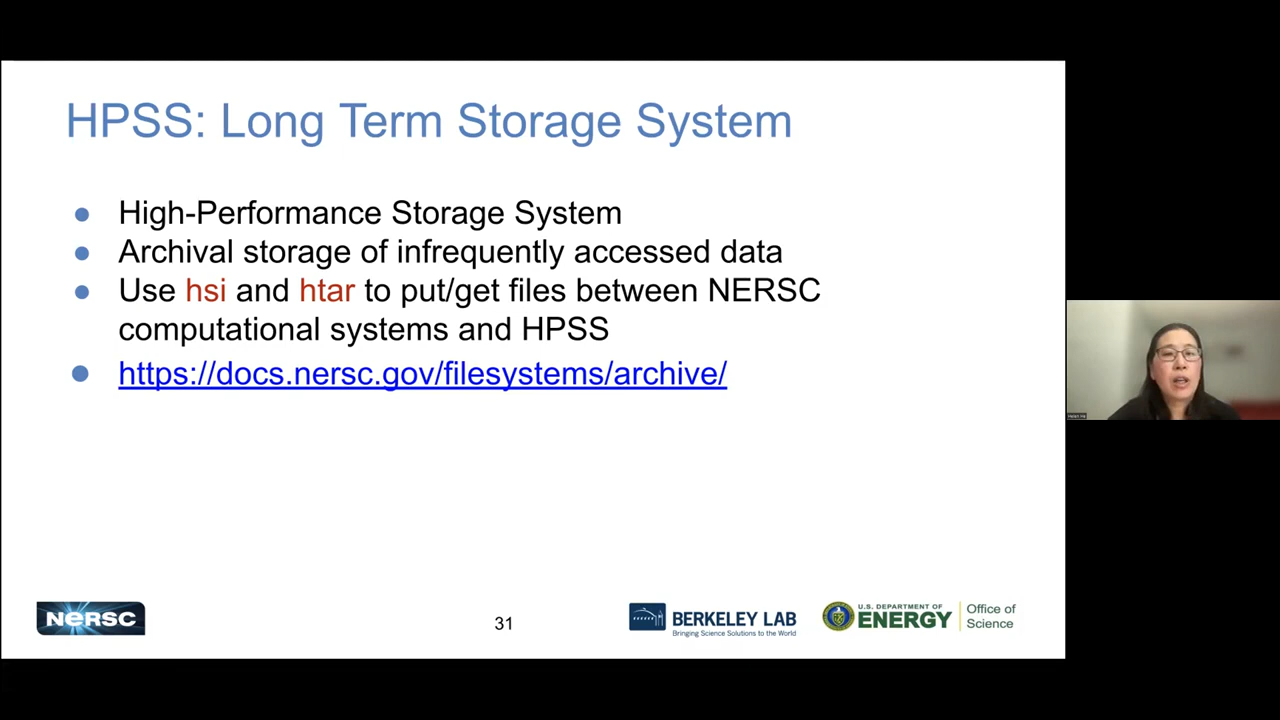 HPSS: Long Term Storage System
● High-Performance Storage System
● Archival storage of infrequently accessed data
● Use hsi and htar to put/get files between NERSC
computational systems and HPSS
● https://docs.nersc.gov/filesystems/archive/
NERSC
31
BERKELEY LAB
Bringing Science Solutions to the World
U.S. DEPARTMENT OF
ENERGY
Office of
Science